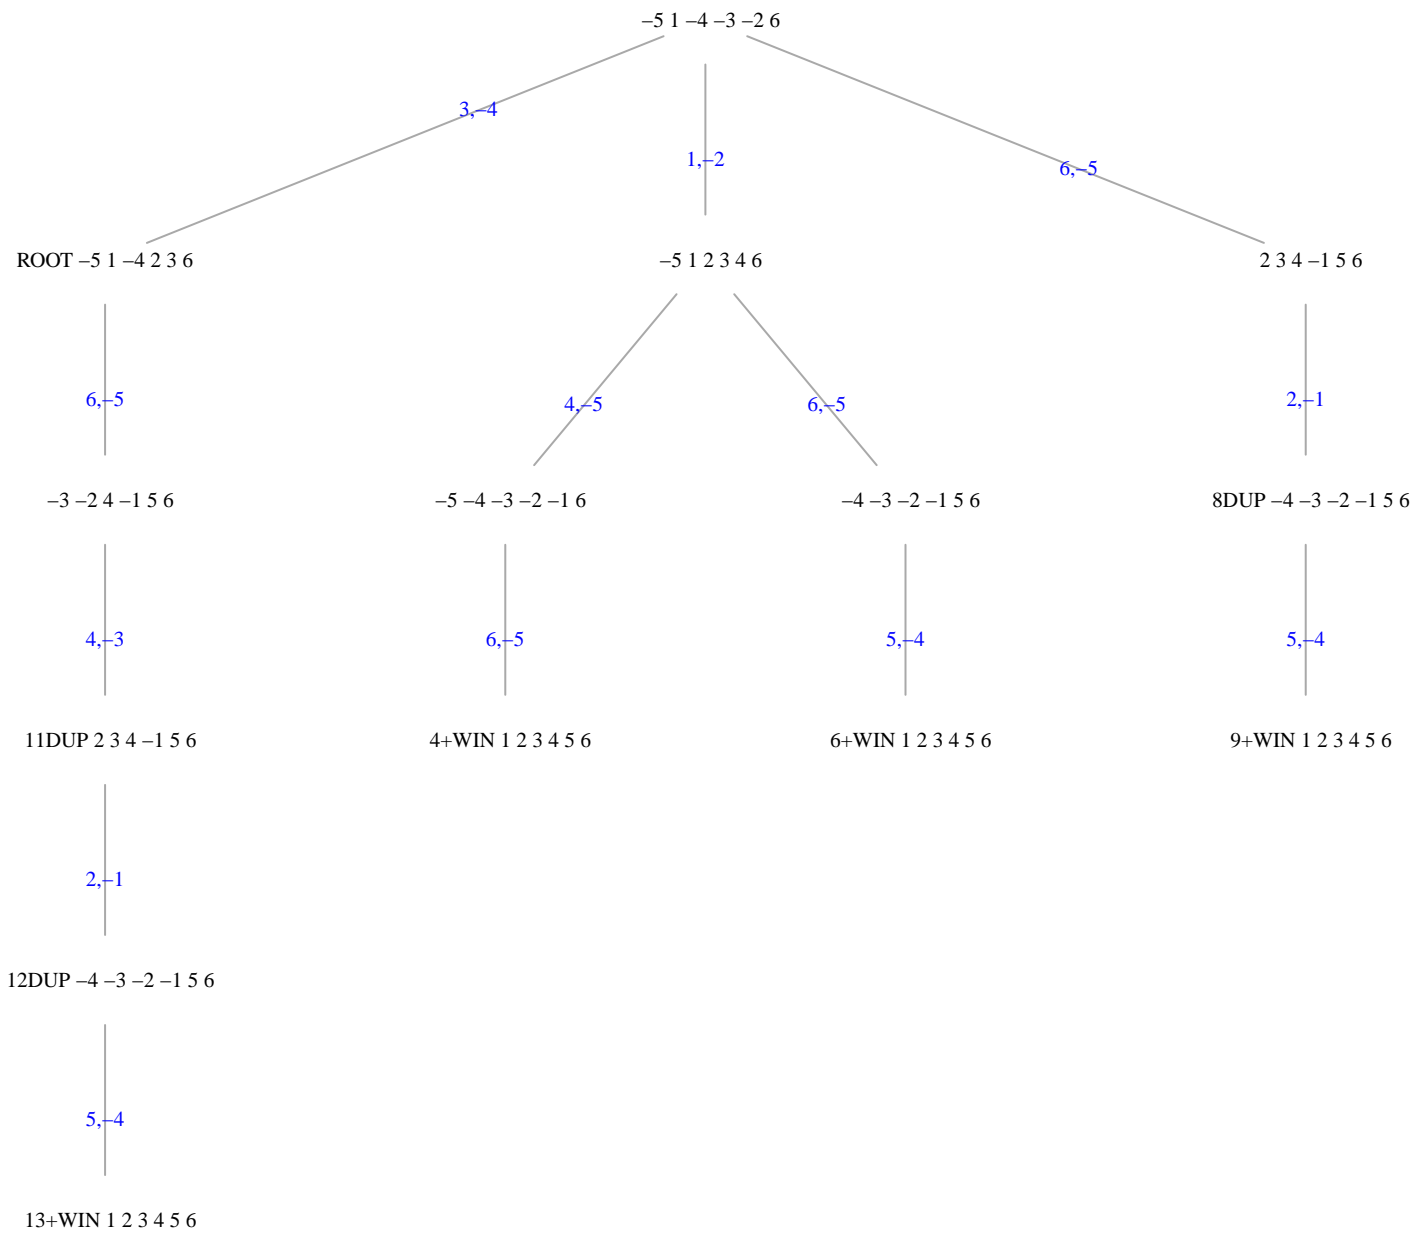 –5 1 –4 –3 –2 6
3,–4
1,–2
6,–5
ROOT –5 1 –4 2 3 6
–5 1 2 3 4 6
2 3 4 –1 5 6
6,–5
4,–5
6,–5
2,–1
–3 –2 4 –1 5 6
–5 –4 –3 –2 –1 6
–4 –3 –2 –1 5 6
8DUP –4 –3 –2 –1 5 6
4,–3
6,–5
5,–4
5,–4
11DUP 2 3 4 –1 5 6
4+WIN 1 2 3 4 5 6
6+WIN 1 2 3 4 5 6
9+WIN 1 2 3 4 5 6
2,–1
12DUP –4 –3 –2 –1 5 6
5,–4
13+WIN 1 2 3 4 5 6